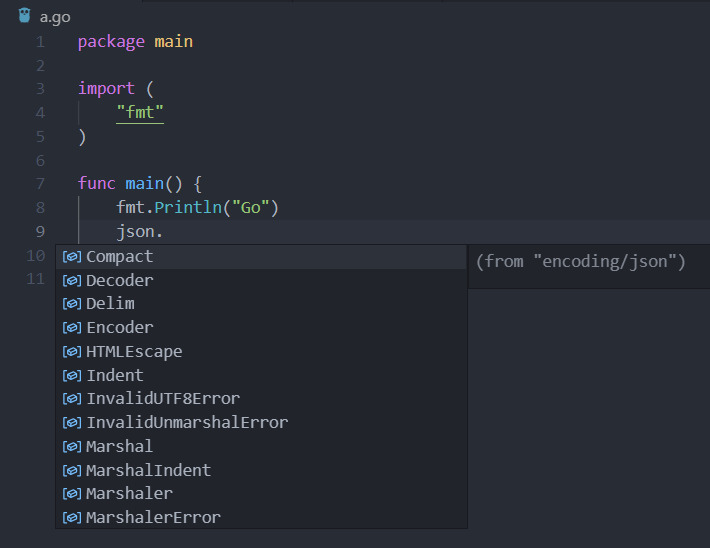 a.go
1 package main
2
3 import (
4 "fmt"
5 )
6
7 func main() {
8 fmt.Println("Go")
9 json.
10 Compact (from "encoding/json")
11 Decoder
Delim
Encoder
HTMLEscape
Indent
InvalidUTF8Error
InvalidUnmarshalError
Marshal
MarshalIndent
Marshaler
MarshalerError